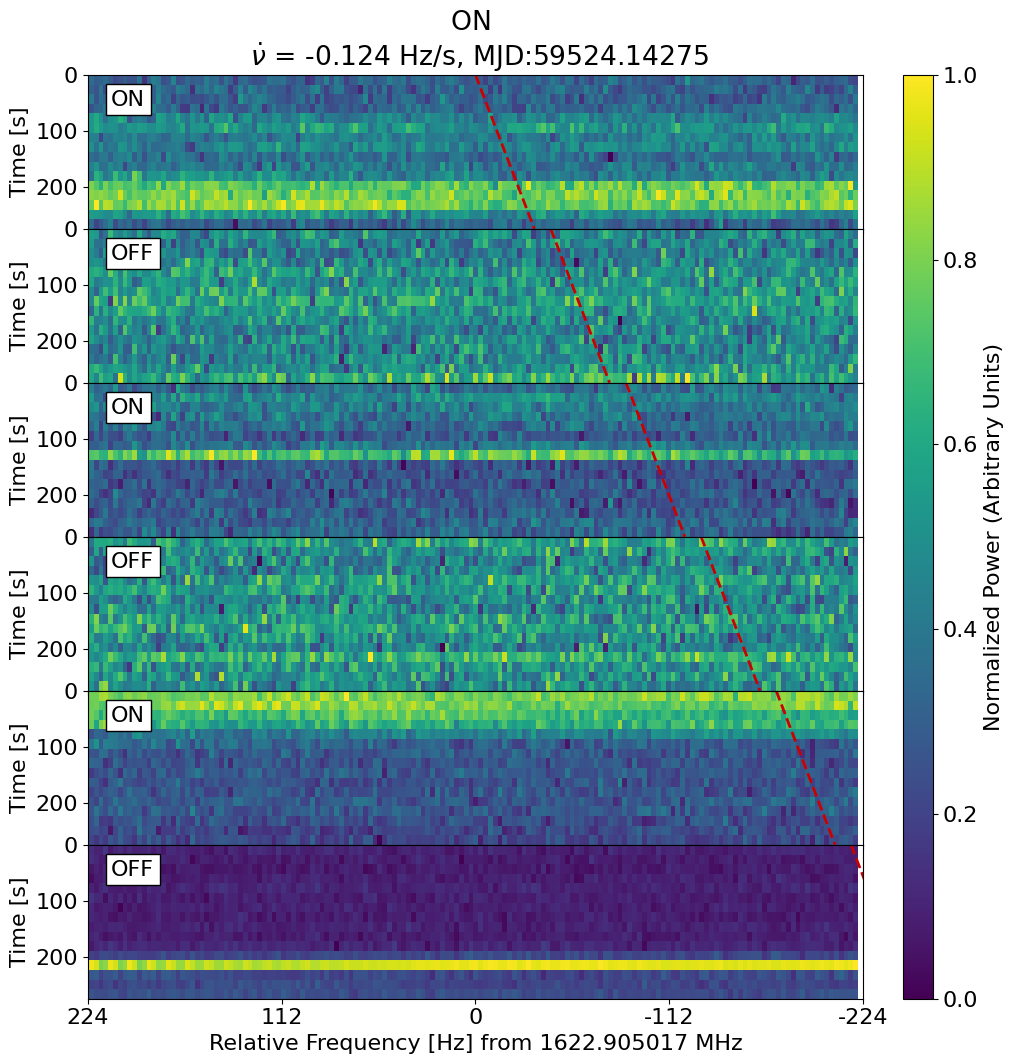 ON
ν̇ = -0.124 Hz/s, MJD:59524.14275
0
ON
Time [s]
100
200
0
OFF
Time [s]
100
200
0
ON
Time [s]
100
200
0
OFF
Time [s]
100
200
0
ON
Time [s]
100
200
0
OFF
Time [s]
100
200
224
112
0
-112
-224
Relative Frequency [Hz] from 1622.905017 MHz
1.0
0.8
0.6
0.4
0.2
0.0
Normalized Power (Arbitrary Units)